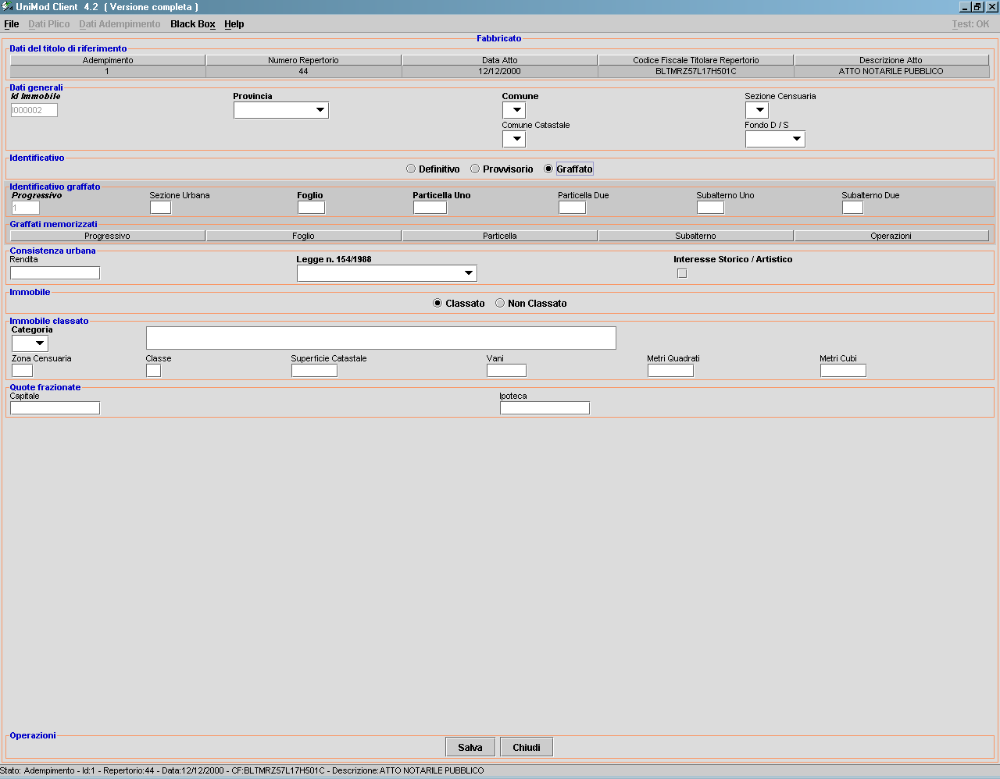 UniMod Client 4.2 ( Versione completa )
File Dati Plico Dati Adempimento Black Box Help Test: OK
Fabbricato
Dati del titolo di riferimento
Adempimento Numero Repertorio Data Atto Codice Fiscale Titolare Repertorio Descrizione Atto
1 44 12/12/2000 BLTMRZ57L17H501C ATTO NOTARILE PUBBLICO
Dati generali
Id Immobile Provincia Comune Sezione Censuaria
I000002
Comune Catastale Fondo D / S
Identificativo
Definitivo Provvisorio Graffato
Identificativo graffato
Progressivo Sezione Urbana Foglio Particella Uno Particella Due Subalterno Uno Subalterno Due
1
Graffati memorizzati
Progressivo Foglio Particella Subalterno Operazioni
Consistenza urbana
Rendita Legge n. 154/1988 Interesse Storico / Artistico
Immobile
Classato Non Classato
Immobile classato
Categoria
Zona Censuaria Classe Superficie Catastale Vani Metri Quadrati Metri Cubi
Quote frazionate
Capitale Ipoteca
Operazioni
Salva Chiudi
Stato: Adempimento - Id:1 - Repertorio:44 - Data:12/12/2000 - CF:BLTMRZ57L17H501C - Descrizione:ATTO NOTARILE PUBBLICO